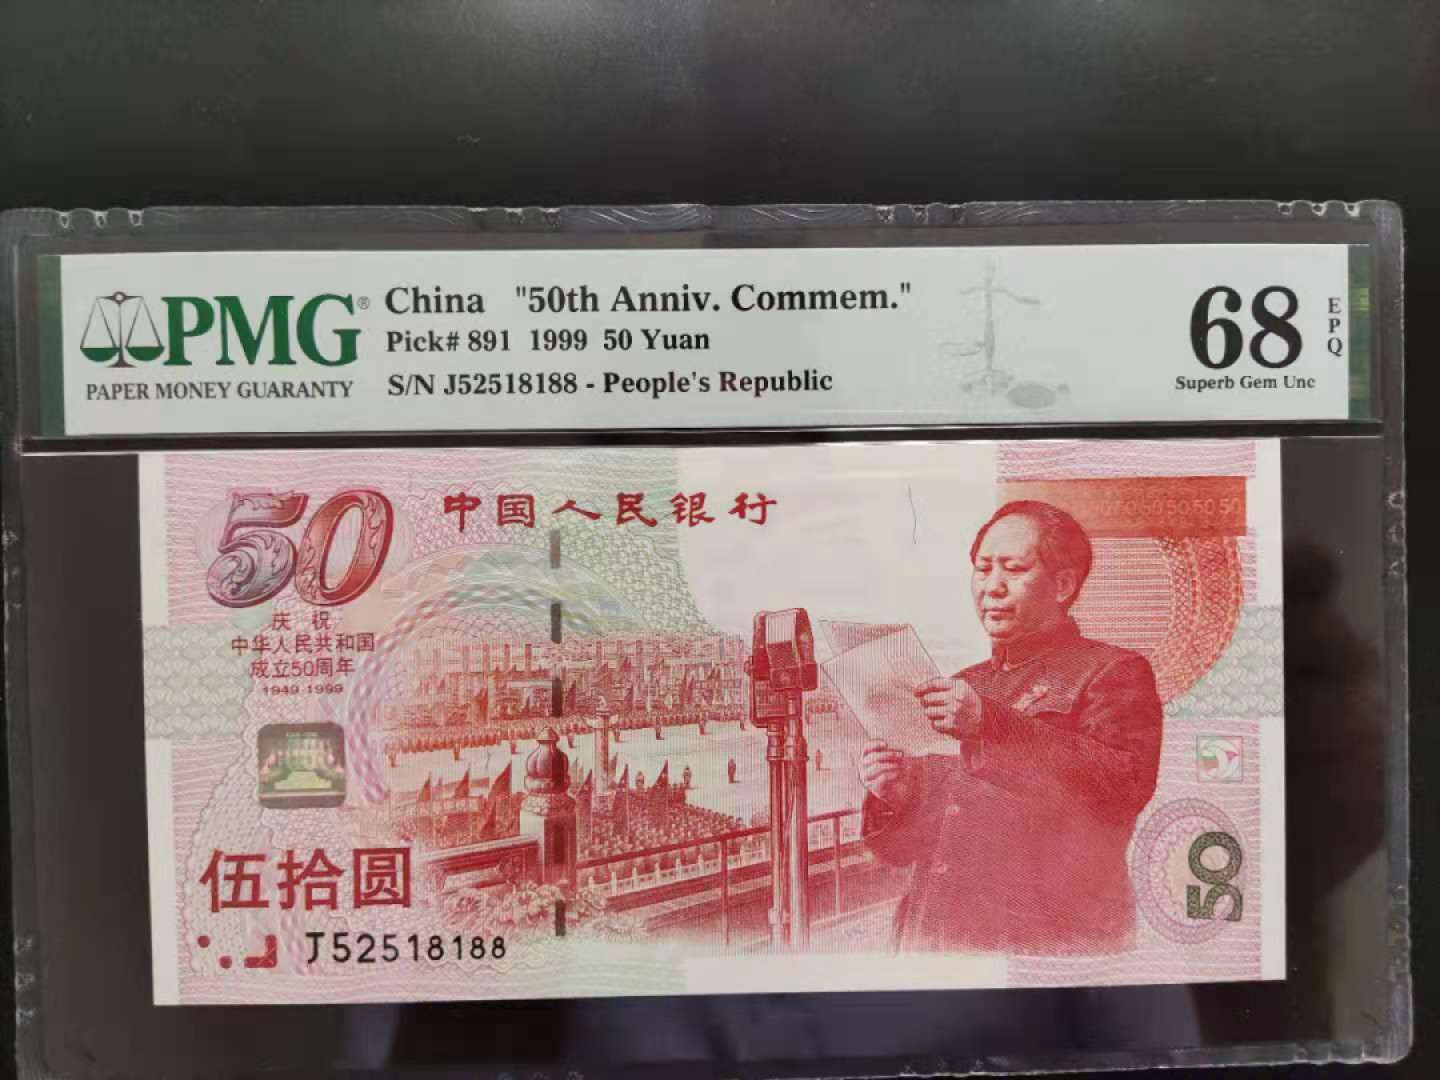 PMG®
PAPER MONEY GUARANTY
China "50th Anniv. Commem."
Pick# 891 1999 50 Yuan
S/N J52518188 - People's Republic
68
EPQ
Superb Gem Unc
50
中国人民银行
庆祝
中华人民共和国
成立50周年
1949-1999
伍拾圆
J52518188
50